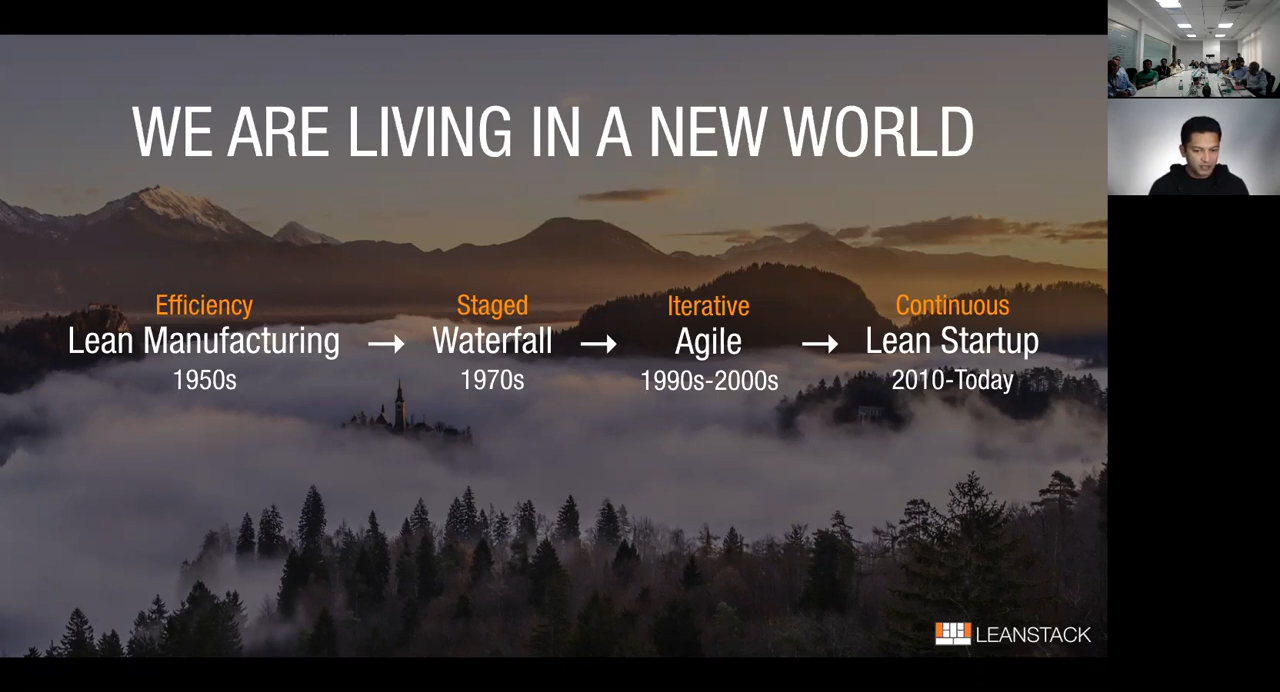 WE ARE LIVING IN A NEW WORLD
Efficiency
Lean Manufacturing
1950s
→
Staged
Waterfall
1970s
→
Iterative
Agile
1990s-2000s
→
Continuous
Lean Startup
2010-Today
LEANSTACK